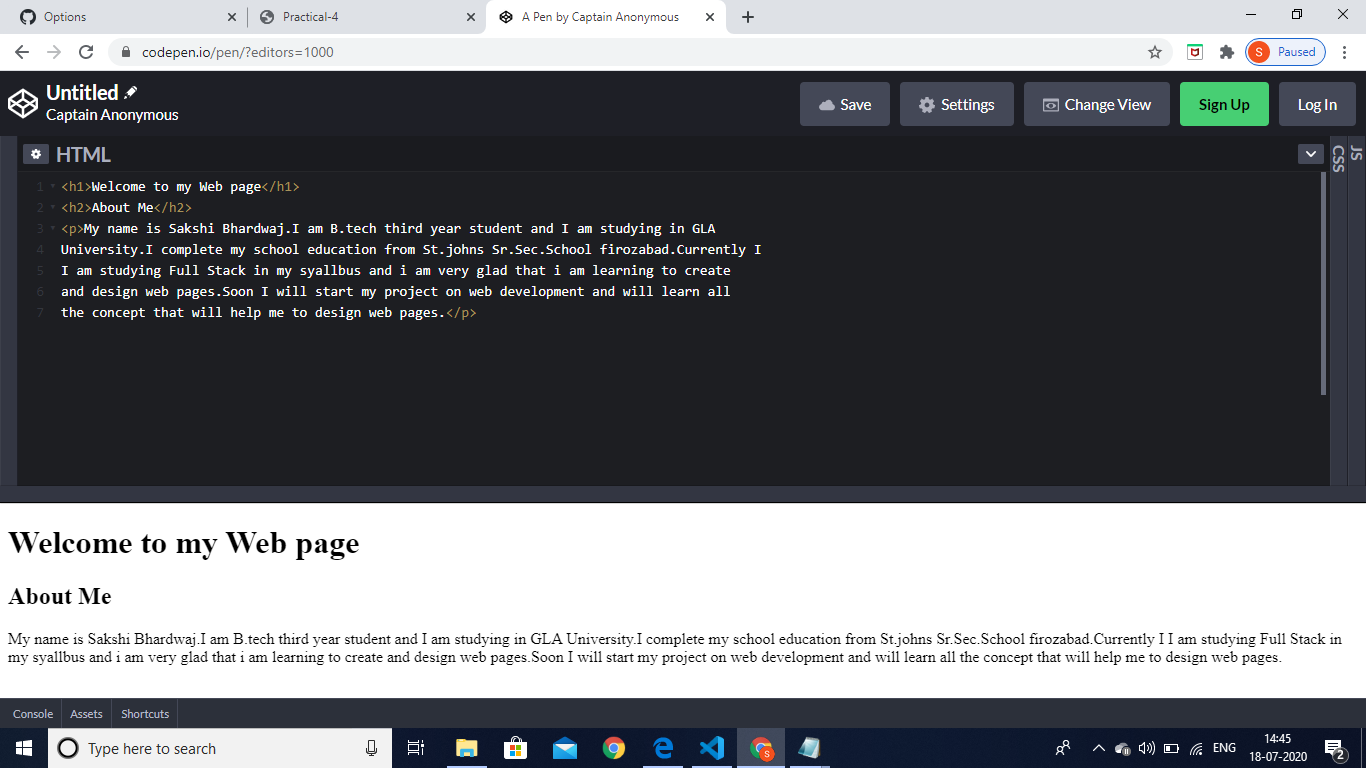 Options
Practical-4
A Pen by Captain Anonymous
codepen.io/pen/?editors=1000
S Paused
Untitled
Captain Anonymous
Save
Settings
Change View
Sign Up
Log In
HTML
CSS
JS
1 <h1>Welcome to my Web page</h1>
2 <h2>About Me</h2>
3 <p>My name is Sakshi Bhardwaj.I am B.tech third year student and I am studying in GLA
4 University.I complete my school education from St.johns Sr.Sec.School firozabad.Currently I
5 I am studying Full Stack in my syallbus and i am very glad that i am learning to create
6 and design web pages.Soon I will start my project on web development and will learn all
7 the concept that will help me to design web pages.</p>
Welcome to my Web page
About Me
My name is Sakshi Bhardwaj.I am B.tech third year student and I am studying in GLA University.I complete my school education from St.johns Sr.Sec.School firozabad.Currently I I am studying Full Stack in
my syallbus and i am very glad that i am learning to create and design web pages.Soon I will start my project on web development and will learn all the concept that will help me to design web pages.
Console
Assets
Shortcuts
Type here to search
S
ENG
14:45
18-07-2020
2